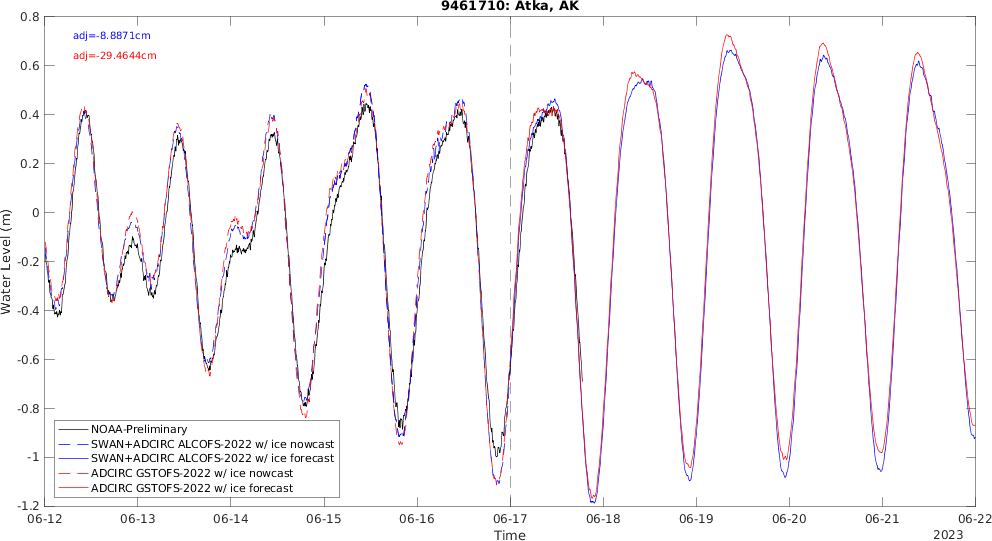 9461710: Atka, AK
adj=-8.8871cm
adj=-29.4644cm
0.8
0.6
0.4
0.2
0
-0.2
-0.4
-0.6
-0.8
-1
-1.2
Water Level (m)
NOAA-Preliminary
SWAN+ADCIRC ALCOFS-2022 w/ ice nowcast
SWAN+ADCIRC ALCOFS-2022 w/ ice forecast
ADCIRC GSTOFS-2022 w/ ice nowcast
ADCIRC GSTOFS-2022 w/ ice forecast
06-12 06-13 06-14 06-15 06-16 06-17 06-18 06-19 06-20 06-21 06-22
Time
2023